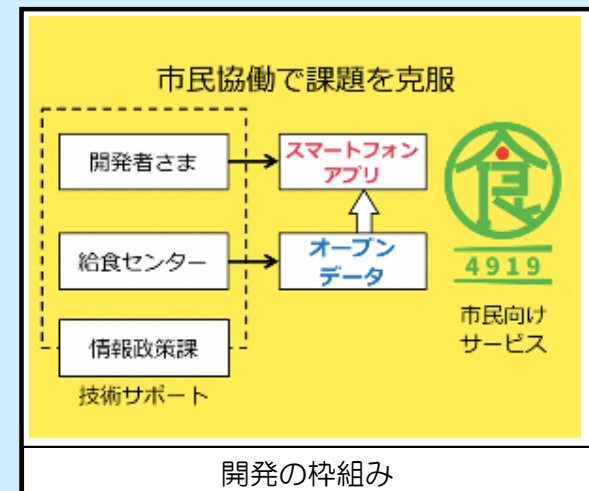 市民協働で課題を克服
開発者さま
スマートフォン
アプリ
給食センター
オープン
データ
情報政策課
技術サポート
食
4919
市民向け
サービス
開発の枠組み